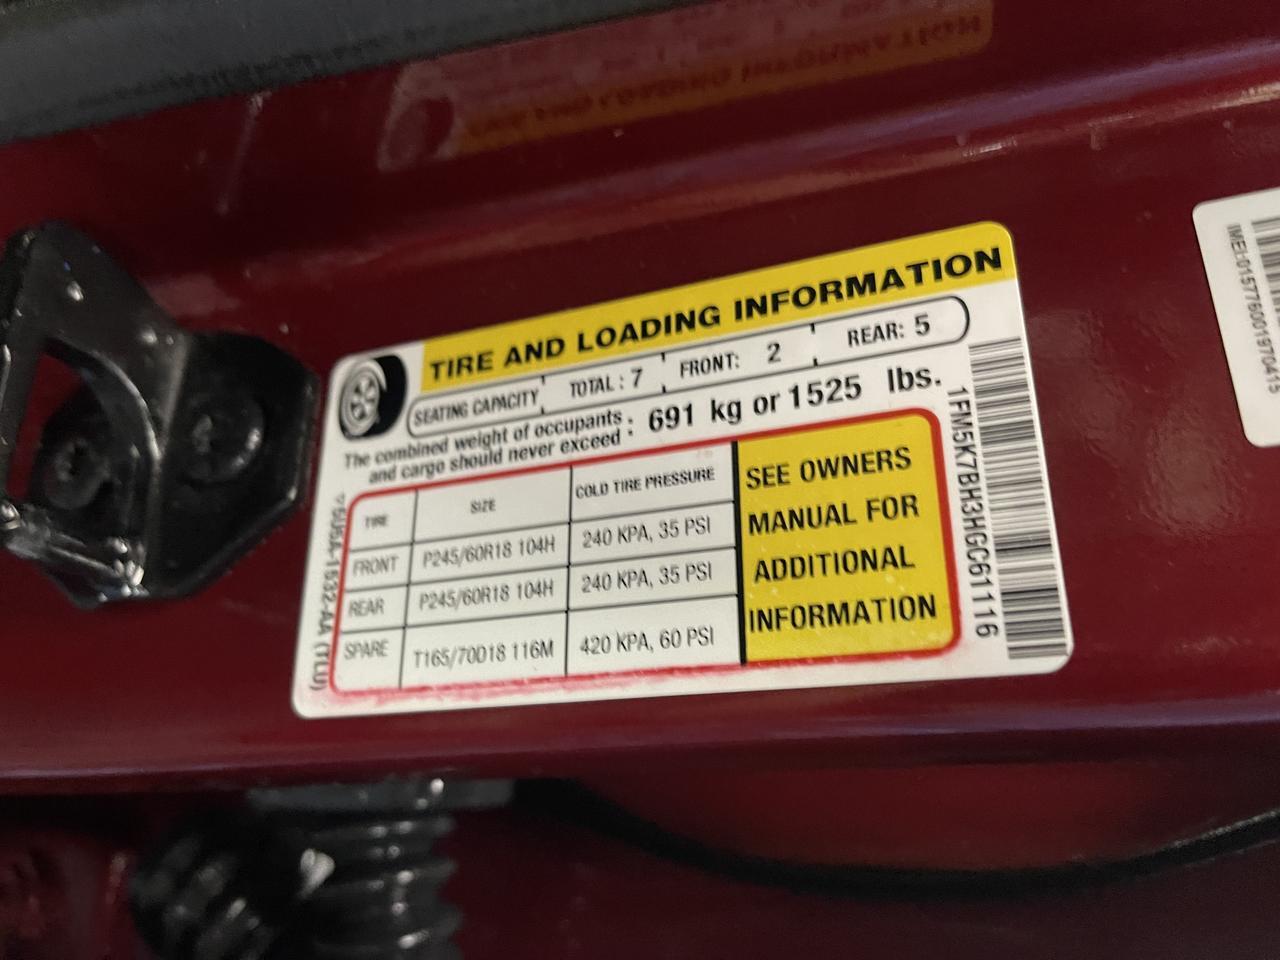 TIRE AND LOADING INFORMATION
SEATING CAPACITY TOTAL : 7 FRONT: 2 REAR: 5
The combined weight of occupants
and cargo should never exceed : 691 kg or 1525 lbs.
TIRE SIZE COLD TIRE PRESSURE
FRONT P245/60R18 104H 240 KPA, 35 PSI
REAR P245/60R18 104H 240 KPA, 35 PSI
SPARE T165/70D18 116M 420 KPA, 60 PSI
SEE OWNERS
MANUAL FOR
ADDITIONAL
INFORMATION
1FM5K7BH3HGC61116
IMEI:015776001970413